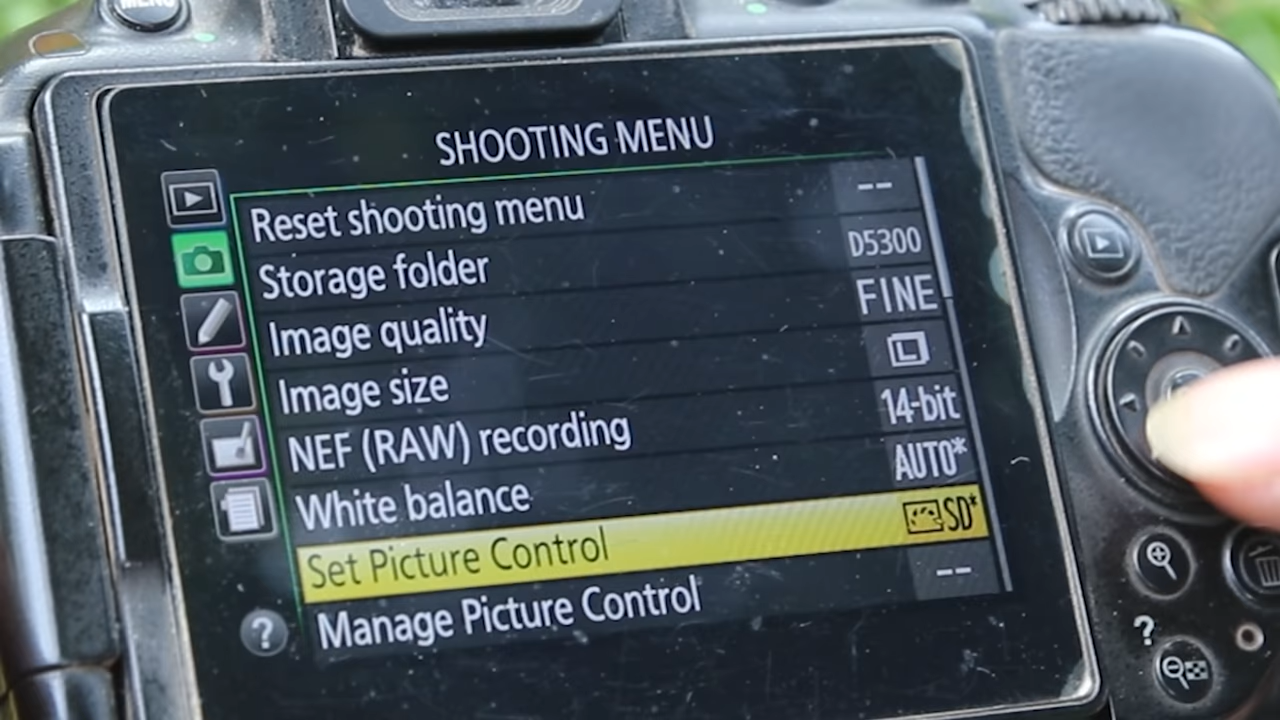 MENU
SHOOTING MENU
Reset shooting menu --
Storage folder D5300
Image quality FINE
Image size L
NEF (RAW) recording 14-bit
White balance AUTO*
Set Picture Control SD*
Manage Picture Control --
?
?